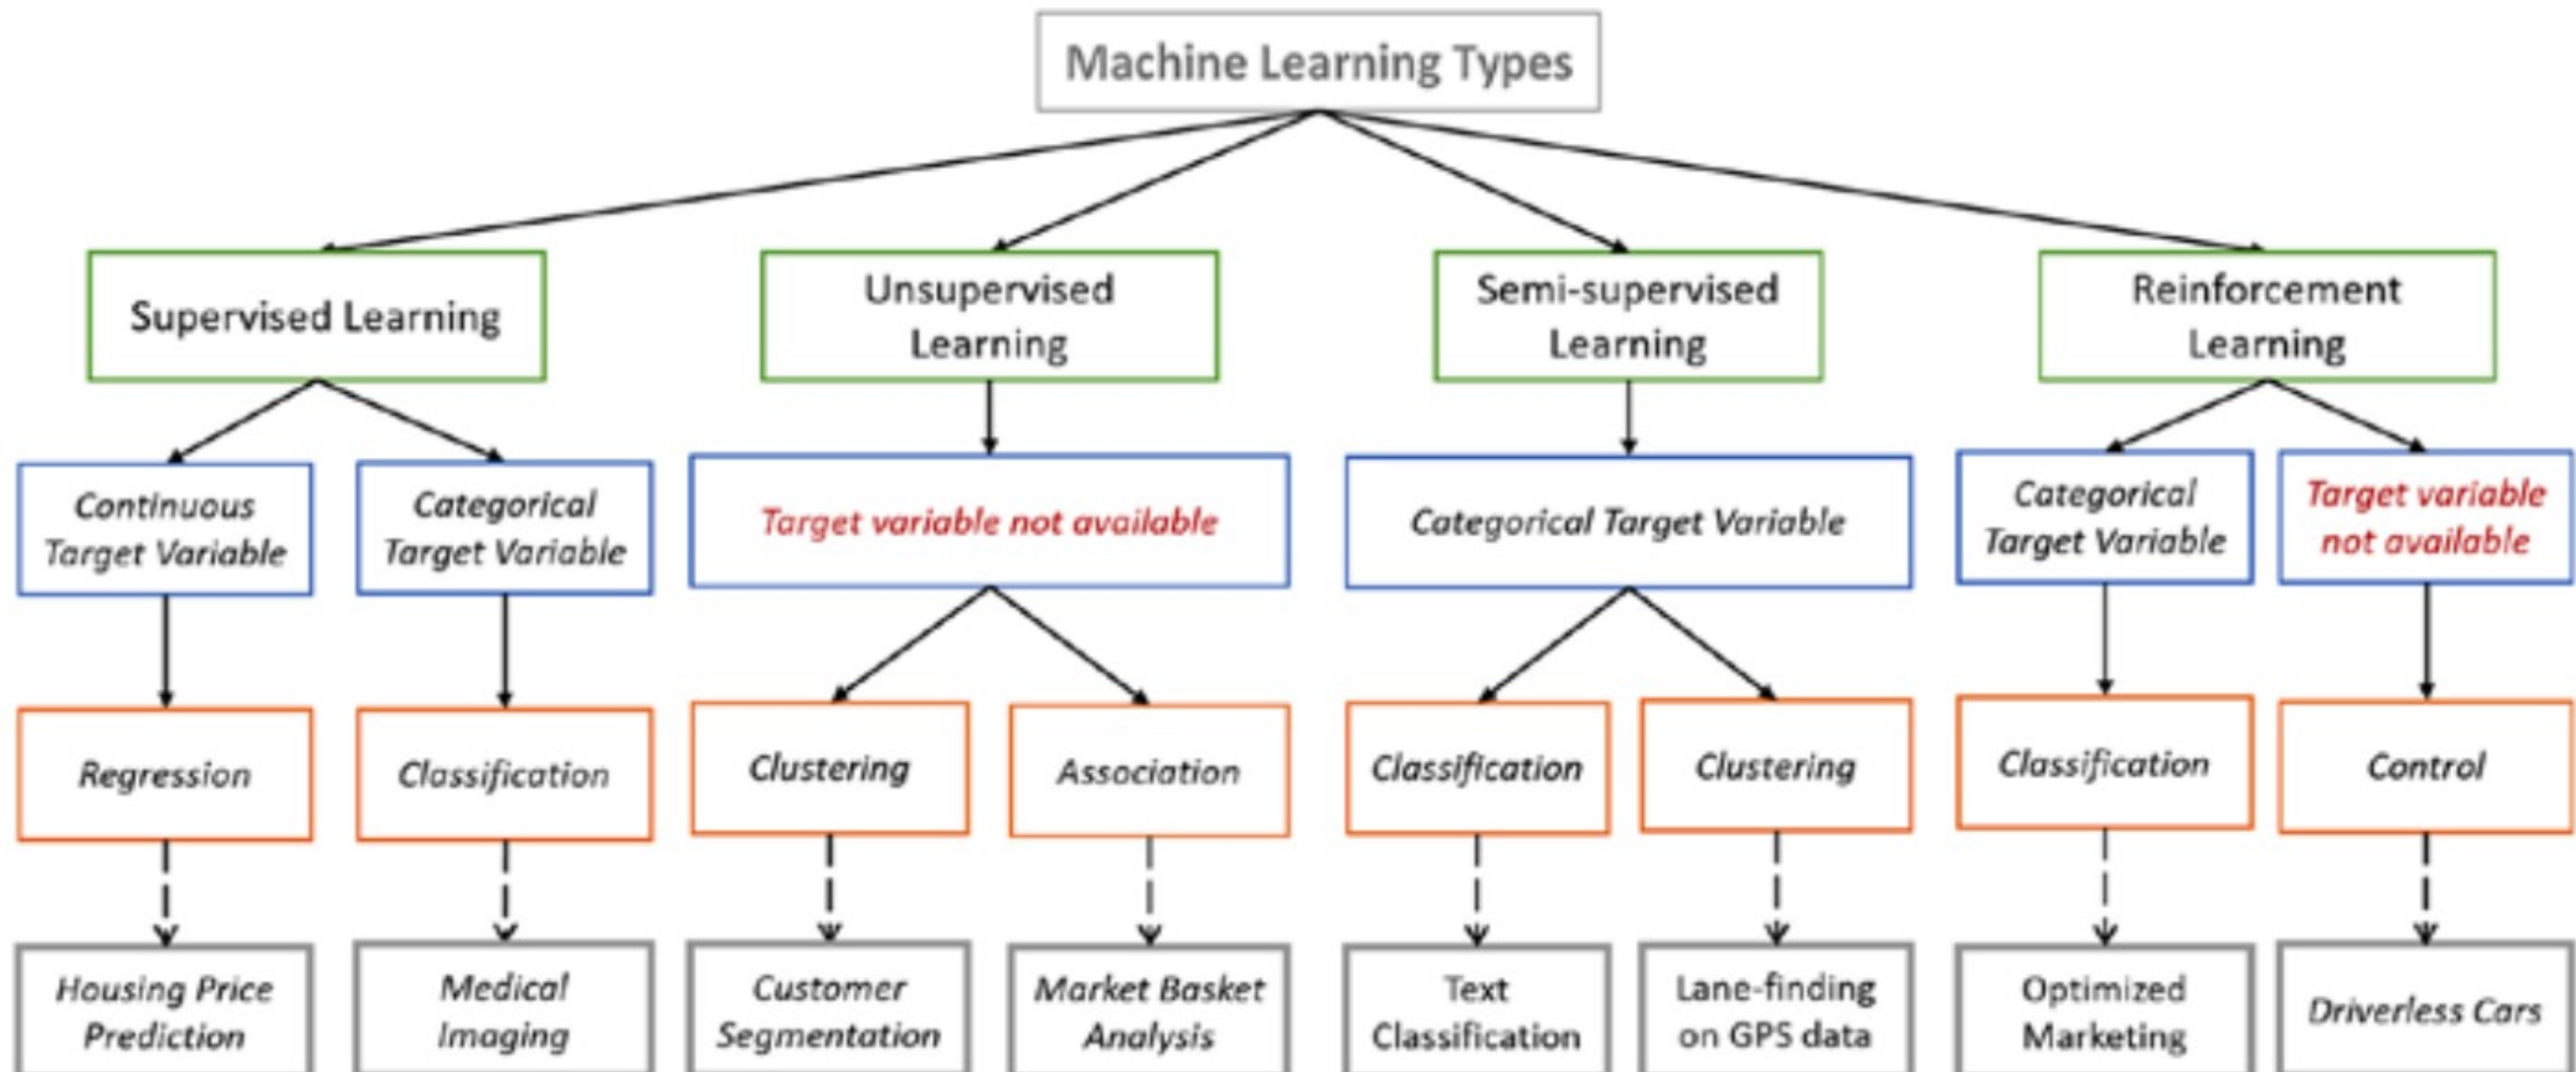 Machine Learning Types
Supervised Learning
Unsupervised
Learning
Semi-supervised
Learning
Reinforcement
Learning
Continuous
Target Variable
Categorical
Target Variable
Target variable not available
Categorical Target Variable
Categorical
Target Variable
Target variable
not available
Regression
Classification
Clustering
Association
Classification
Clustering
Classification
Control
Housing Price
Prediction
Medical
Imaging
Customer
Segmentation
Market Basket
Analysis
Text
Classification
Lane-finding
on GPS data
Optimized
Marketing
Driverless Cars